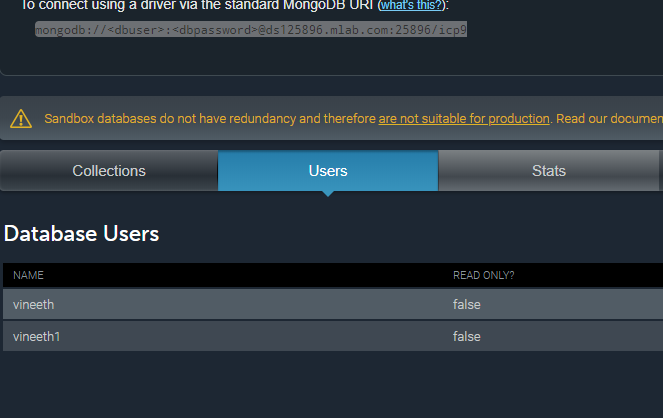 To connect using a driver via the standard MongoDB URI (what's this?):
mongodb://<dbuser>:<dbpassword>@ds125896.mlab.com:25896/icp9
Sandbox databases do not have redundancy and therefore are not suitable for production. Read our documen
Collections Users Stats
Database Users
NAME READ ONLY?
vineeth false
vineeth1 false